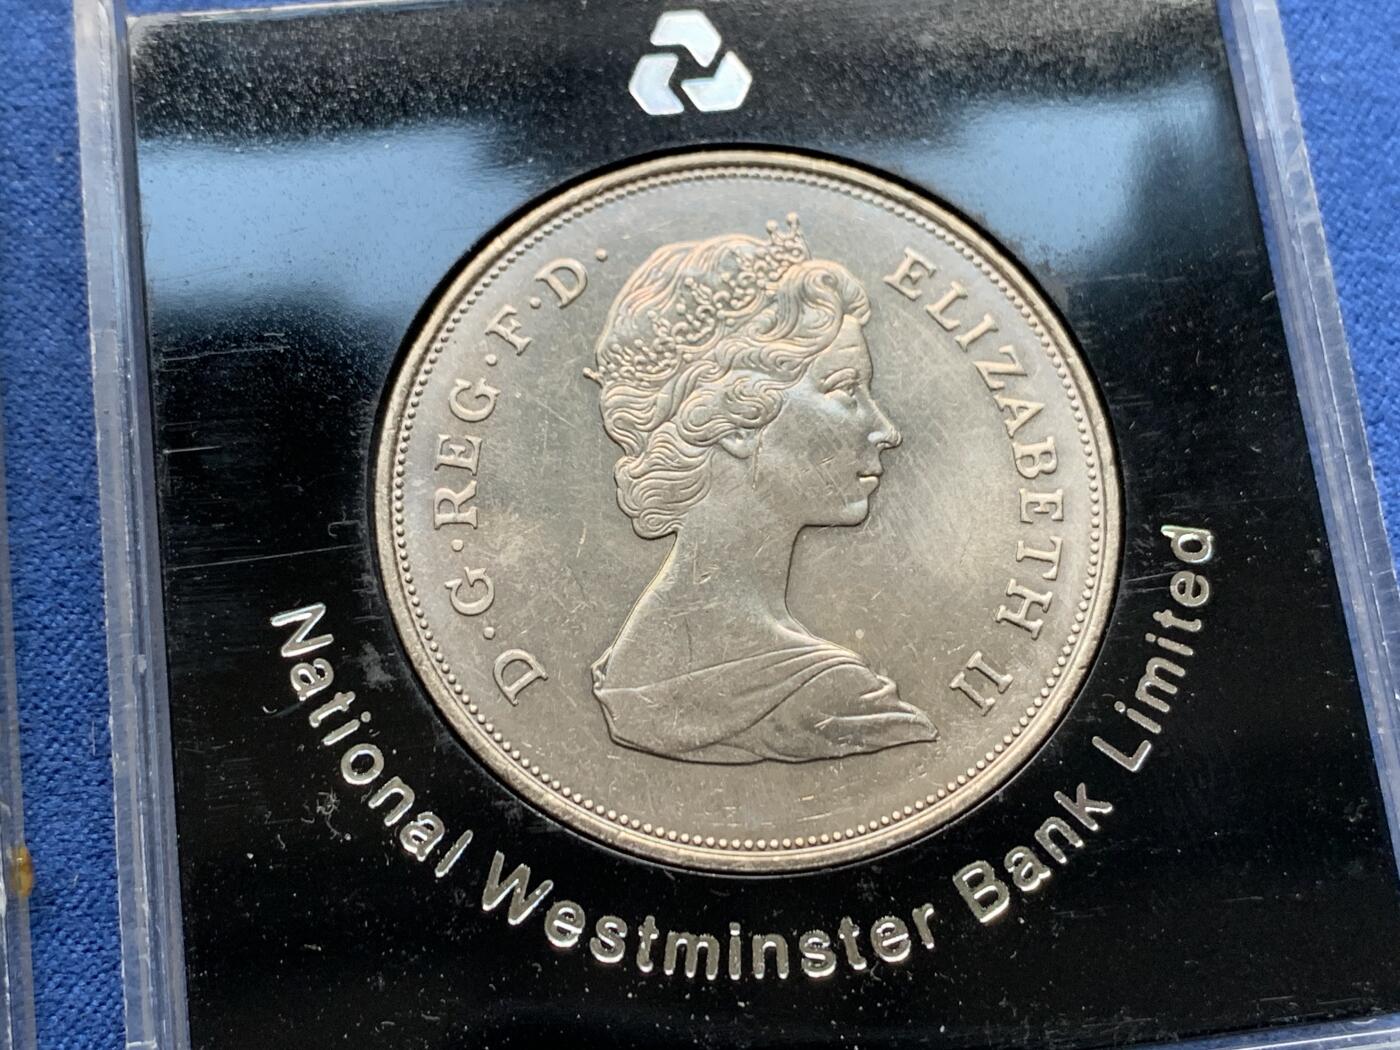 D·G·REG·F·D· ELIZABETH II
National Westminster Bank Limited